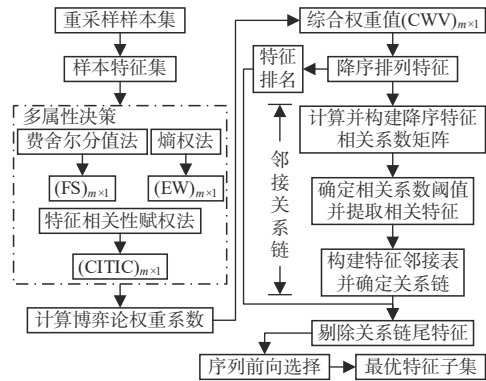 重采样样本集
样本特征集
多属性决策
费舍尔分值法
熵权法
(FS)m×1
(EW)m×1
特征相关性赋权法
(CITIC)m×1
计算博弈论权重系数
综合权重值(CWV)m×1
特征
排名
降序排列特征
邻接关系链
计算并构建降序特征
相关系数矩阵
确定相关系数阈值
并提取相关特征
构建特征邻接表
并确定关系链
剔除关系链尾特征
序列前向选择
最优特征子集